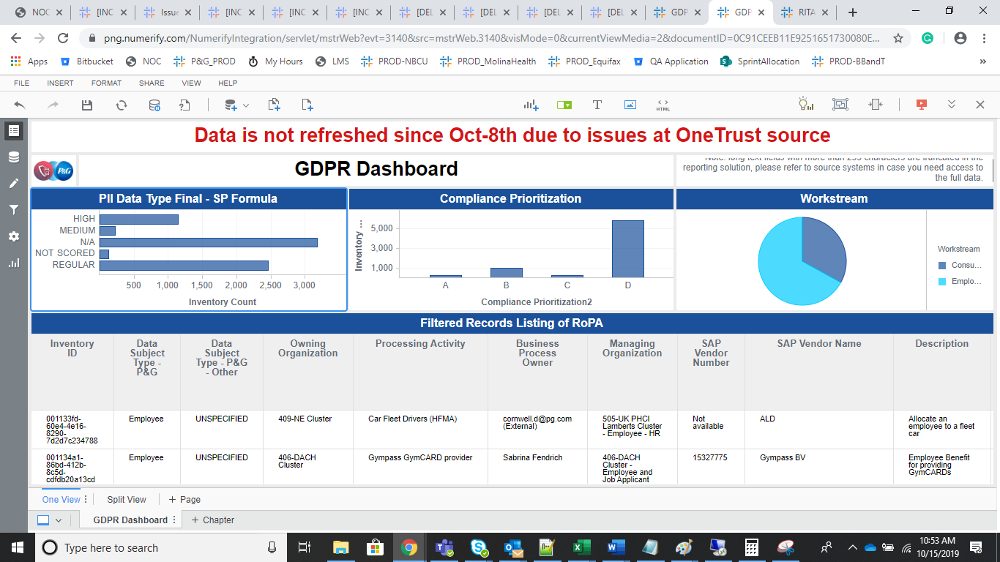 NOC
[INC
Issue
[INC
[INC
[INC
[DEL
[DEL
[DEL
[DEL
GDP
GDP
RITA
png.numerify.com/NumerifyIntegration/servlet/mstrWeb?evt=3140&src=mstrWeb.3140&visMode=0&currentViewMedia=2&documentID=0C91CEEB11E9251651730080E...
Apps Bitbucket NOC P&G_PROD My Hours LMS PROD-NBCU PROD_MolinaHealth PROD_Equifax QA Application SprintAllocation PROD-BBandT »
FILE INSERT FORMAT SHARE VIEW HELP
T
HTML
Data is not refreshed since Oct-8th due to issues at OneTrust source
P&G
GDPR Dashboard
Note: long text fields with more than 255 characters are truncated in the
reporting solution, please refer to source systems in case you need access to
the full data.
PII Data Type Final - SP Formula
HIGH
MEDIUM
N/A
NOT SCORED
REGULAR
500 1,000 1,500 2,000 2,500 3,000
Inventory Count
Compliance Prioritization
Inventory ...
5,000
3,000
1,000
A B C D
Compliance Prioritization2
Workstream
Workstream
Consu...
Emplo...
Filtered Records Listing of RoPA
Inventory
ID
Data
Subject
Type -
P&G
Data
Subject
Type - P&G
- Other
Owning
Organization
Processing Activity
Business
Process
Owner
Managing
Organization
SAP
Vendor
Number
SAP Vendor Name
Description
001133fd-
60e4-4e16-
8290-
7d2d7c234788
Employee
UNSPECIFIED
409-NE Cluster
Car Fleet Drivers (HFMA)
cornwell.d@pg.com
(External)
505-UK PHCI
Lamberts Cluster
- Employee - HR
Not
available
ALD
Allocate an
employee to a fleet
car
001134a1-
86bd-412b-
8c5d-
cdfdb20a13cd
Employee
UNSPECIFIED
406-DACH
Cluster
Gympass GymCARD provider
Sabrina Fendrich
406-DACH
Cluster -
Employee and
Job Applicant
15327775
Gympass BV
Employee Benefit
for providing
GymCARDs
One View Split View + Page
GDPR Dashboard + Chapter
Type here to search
10:53 AM
10/15/2019